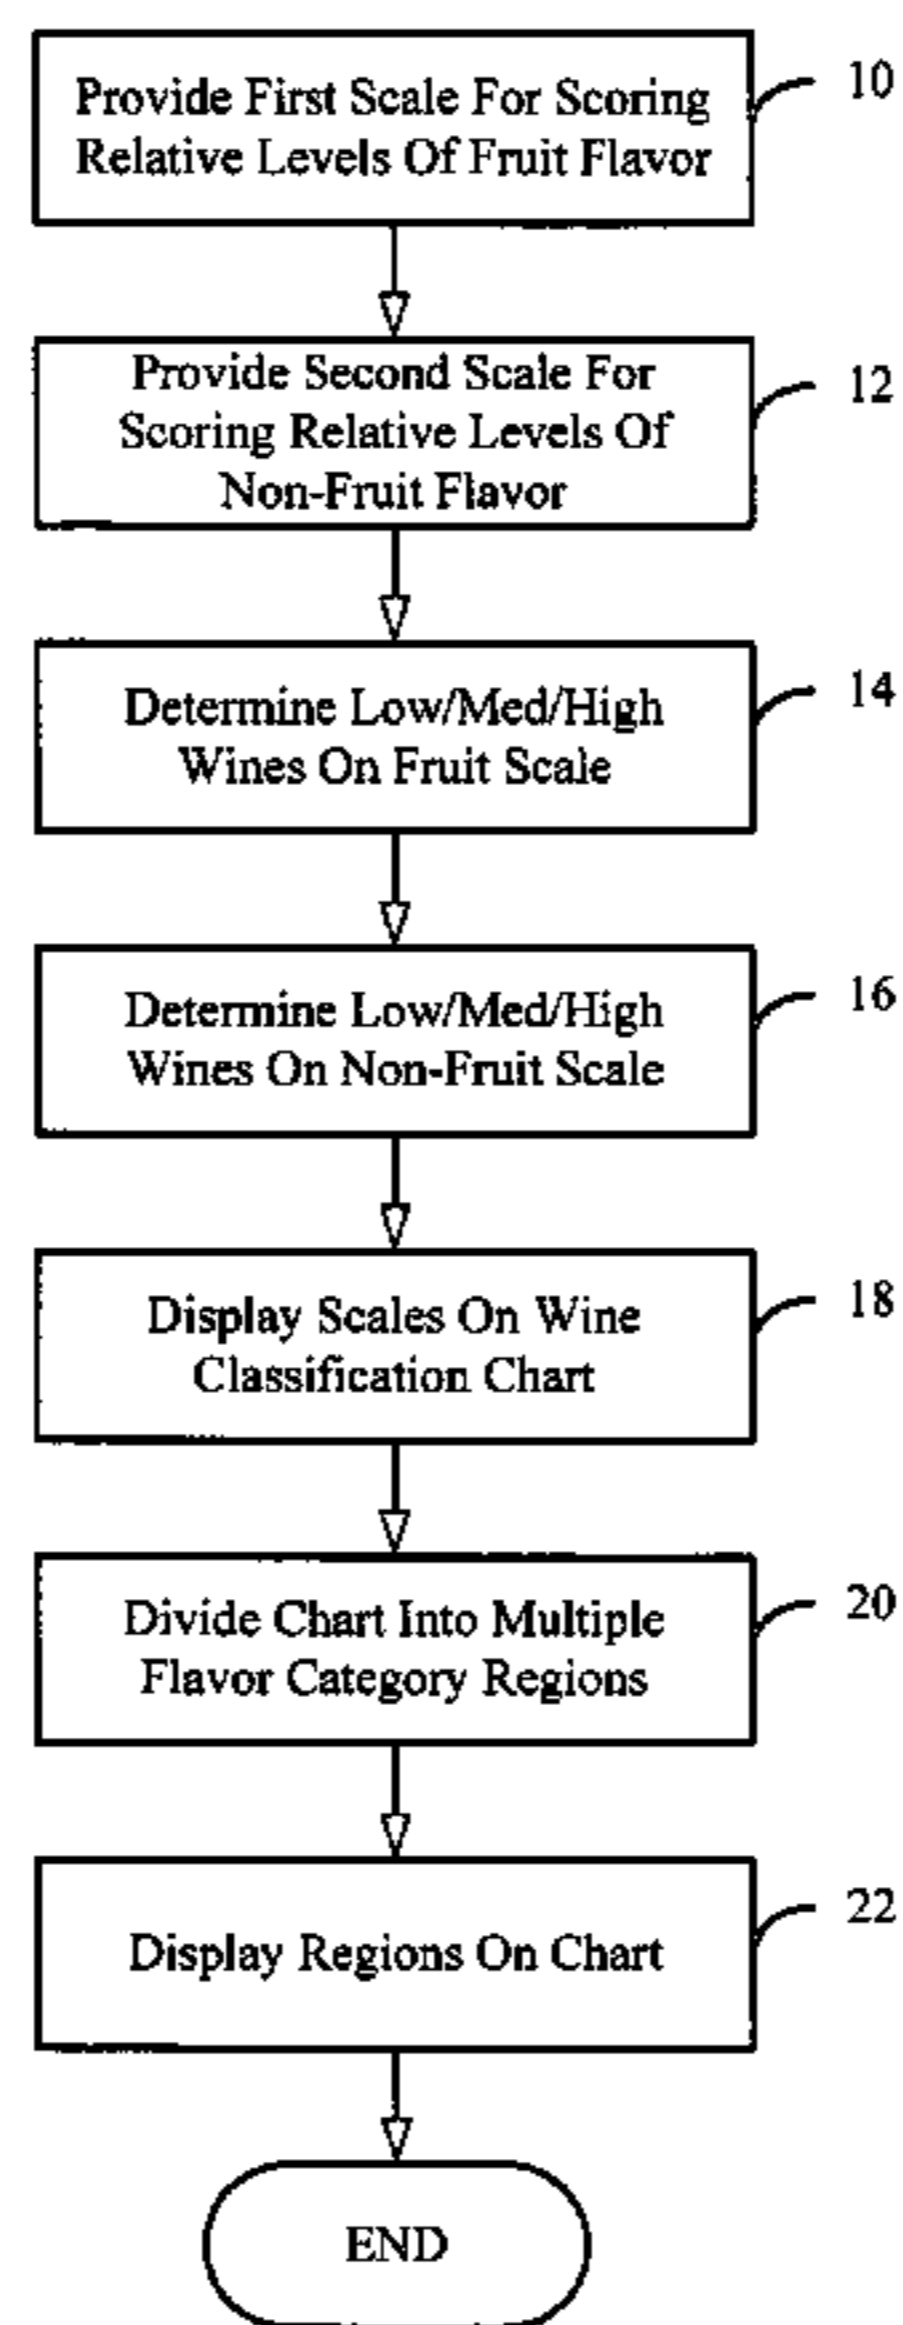 Provide First Scale For Scoring
Relative Levels Of Fruit Flavor
10
Provide Second Scale For
Scoring Relative Levels Of
Non-Fruit Flavor
12
Determine Low/Med/High
Wines On Fruit Scale
14
Determine Low/Med/High
Wines On Non-Fruit Scale
16
Display Scales On Wine
Classification Chart
18
Divide Chart Into Multiple
Flavor Category Regions
20
Display Regions On Chart
22
END